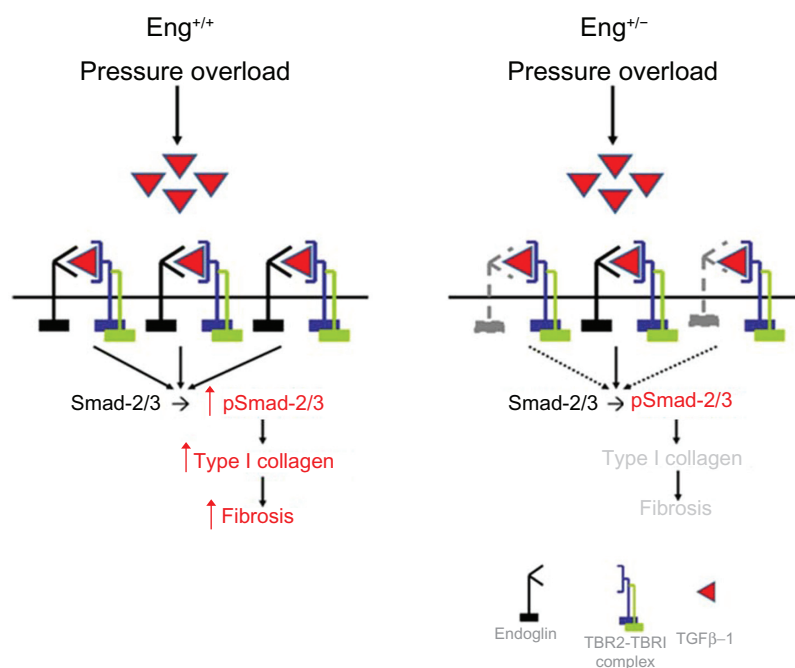 Eng+/+
Pressure overload
Smad-2/3 → ↑ pSmad-2/3
↑ Type I collagen
↑ Fibrosis
Eng+/−
Pressure overload
Smad-2/3 → pSmad-2/3
Type I collagen
Fibrosis
Endoglin
TBR2-TBRI
complex
TGFβ–1